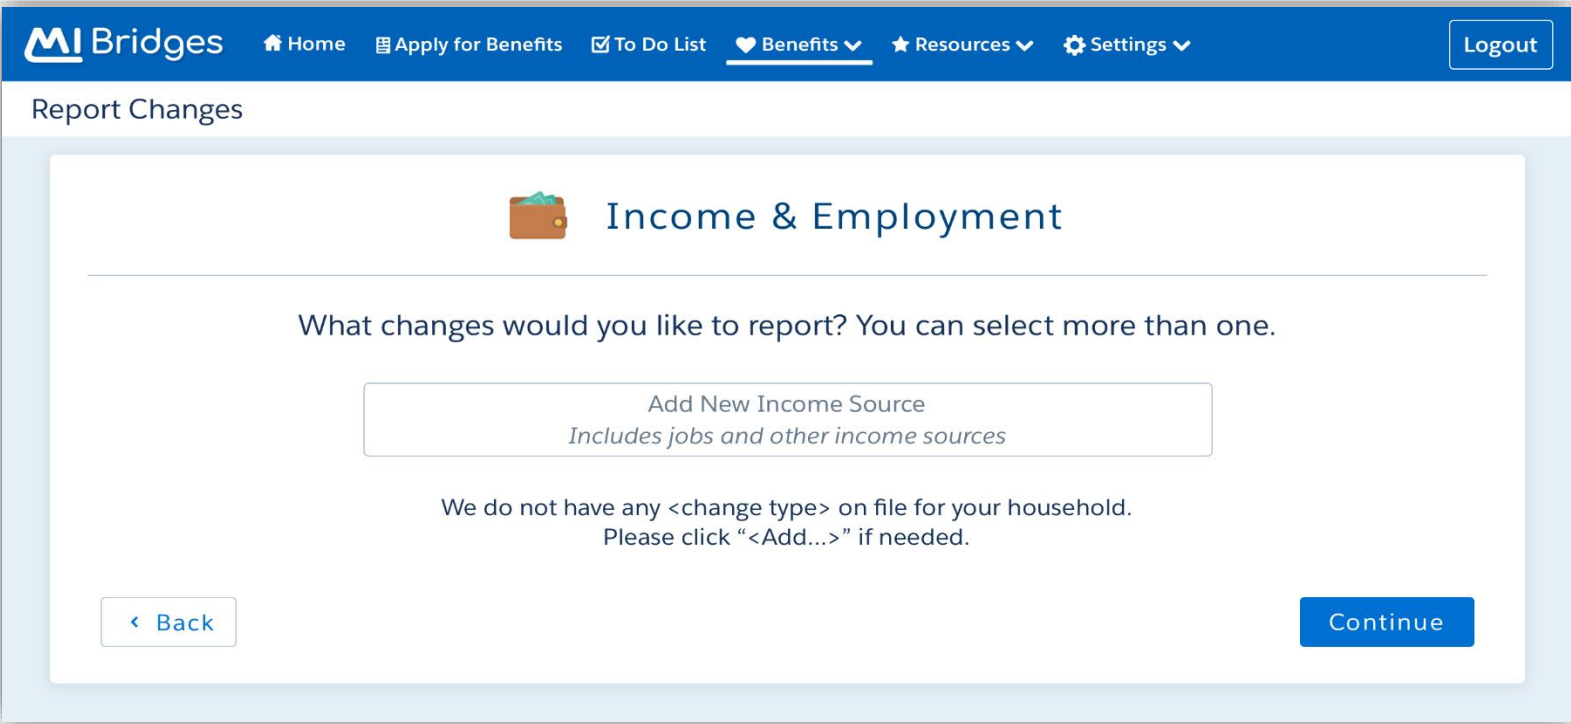 MI Bridges Home Apply for Benefits To Do List Benefits Resources Settings Logout
Report Changes
Income & Employment
What changes would you like to report? You can select more than one.
Add New Income Source
Includes jobs and other income sources
We do not have any <change type> on file for your household.
Please click “<Add...>” if needed.
Back Continue